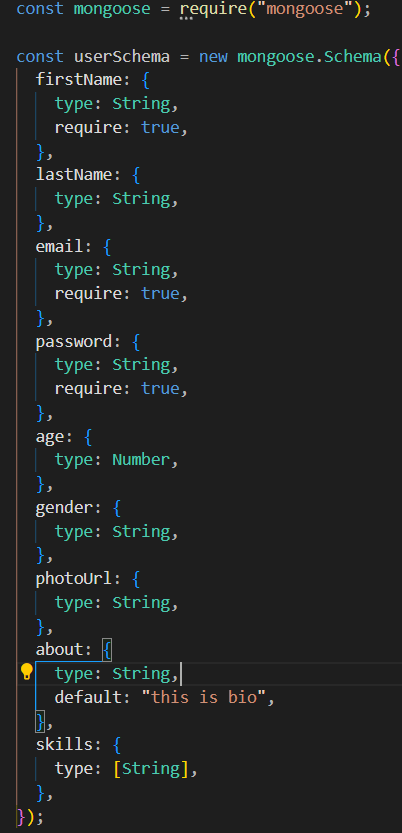 const mongoose = require("mongoose");
const userSchema = new mongoose.Schema({
  firstName: {
    type: String,
    require: true,
  },
  lastName: {
    type: String,
  },
  email: {
    type: String,
    require: true,
  },
  password: {
    type: String,
    require: true,
  },
  age: {
    type: Number,
  },
  gender: {
    type: String,
  },
  photoUrl: {
    type: String,
  },
  about: {
    type: String,
    default: "this is bio",
  },
  skills: {
    type: [String],
  },
});